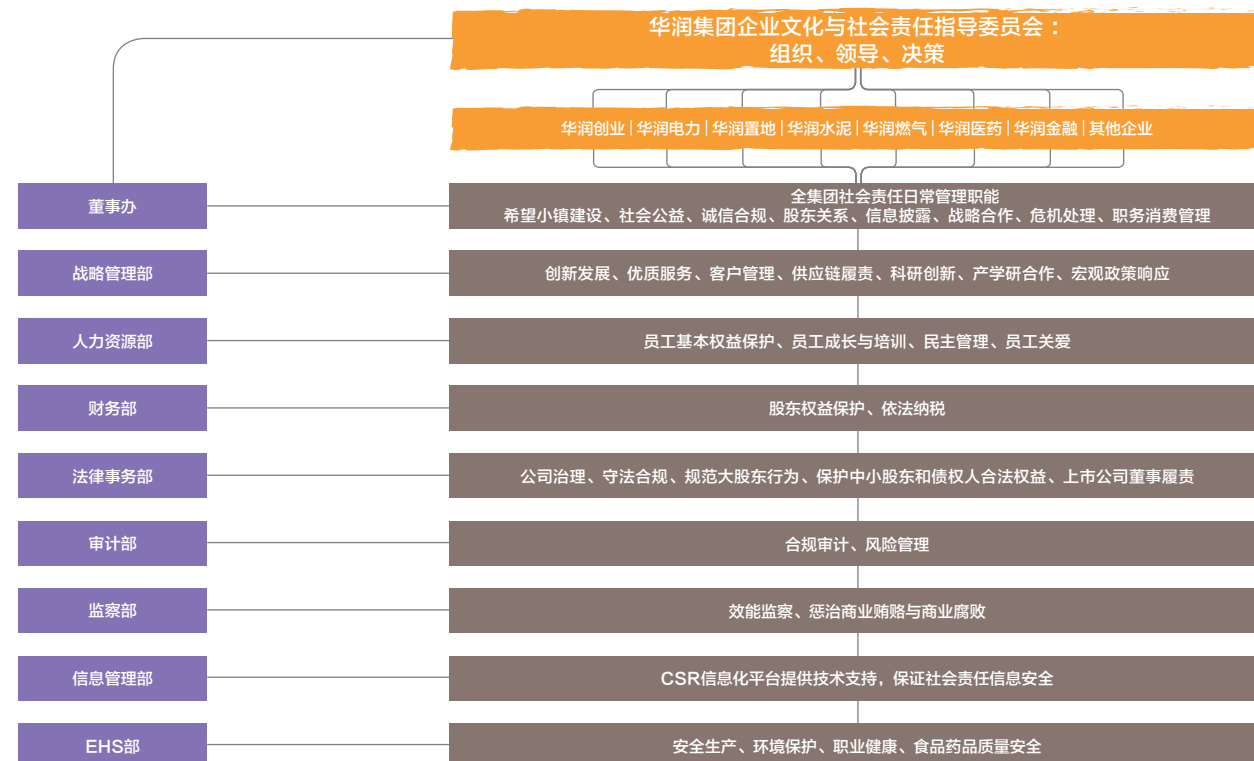 华润集团企业文化与社会责任指导委员会：
组织、领导、决策
华润创业|华润电力|华润置地|华润水泥|华润燃气|华润医药|华润金融|其他企业
董事办
全集团社会责任日常管理职能
希望小镇建设、社会公益、诚信合规、股东关系、信息披露、战略合作、危机处理、职务消费管理
战略管理部
创新发展、优质服务、客户管理、供应链履责、科研创新、产学研合作、宏观政策响应
人力资源部
员工基本权益保护、员工成长与培训、民主管理、员工关爱
财务部
股东权益保护、依法纳税
法律事务部
公司治理、守法合规、规范大股东行为、保护中小股东和债权人合法权益、上市公司董事履责
审计部
合规审计、风险管理
监察部
效能监察、惩治商业贿赂与商业腐败
信息管理部
CSR信息化平台提供技术支持，保证社会责任信息安全
EHS部
安全生产、环境保护、职业健康、食品药品质量安全